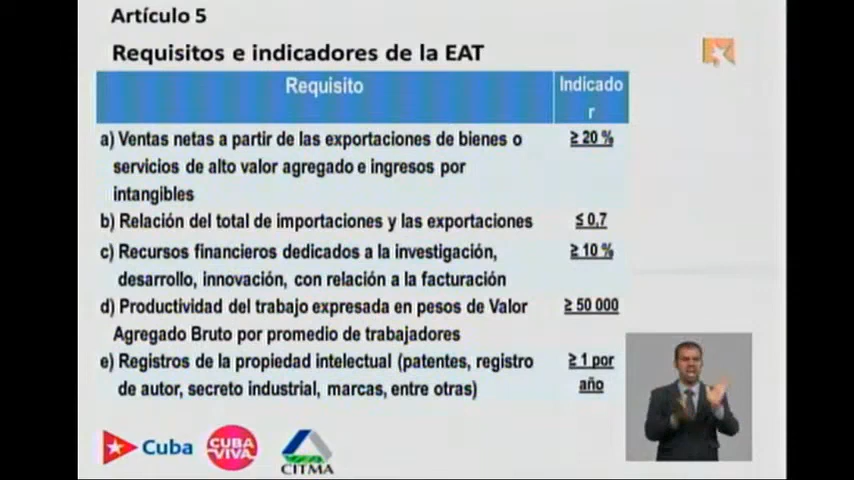 Artículo 5
Requisitos e indicadores de la EAT
Requisito
Indicado
r
a) Ventas netas a partir de las exportaciones de bienes o
servicios de alto valor agregado e ingresos por
intangibles
≥ 20 %
b) Relación del total de importaciones y las exportaciones
≤ 0,7
c) Recursos financieros dedicados a la investigación,
desarrollo, innovación, con relación a la facturación
≥ 10 %
d) Productividad del trabajo expresada en pesos de Valor
Agregado Bruto por promedio de trabajadores
≥ 50 000
e) Registros de la propiedad intelectual (patentes, registro
de autor, secreto industrial, marcas, entre otras)
≥ 1 por
año
Cuba
CUBA
VIVA
CITMA